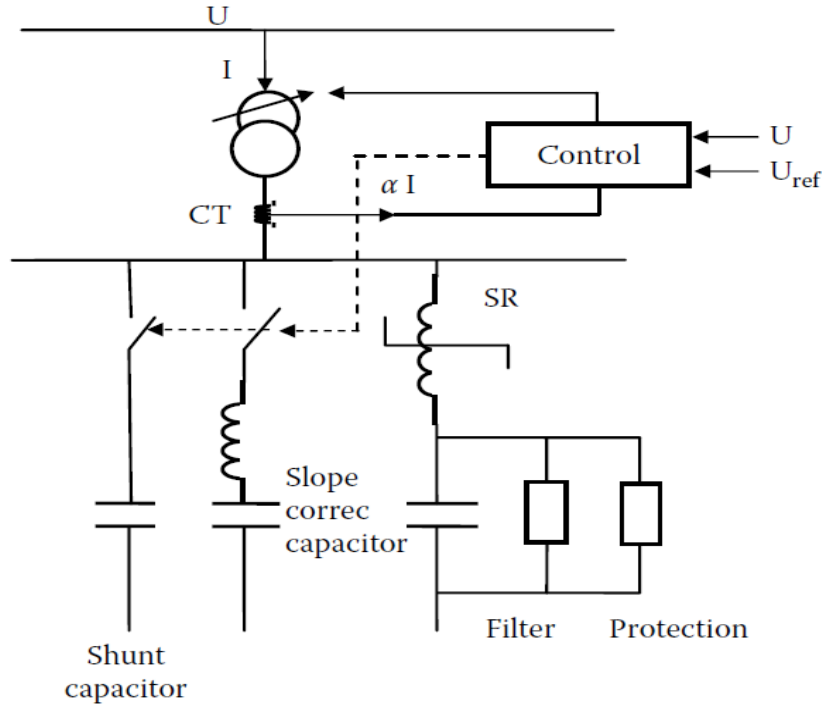 U
I
Control
U
U_ref
α I
CT
SR
Slope
correc
capacitor
Filter
Protection
Shunt
capacitor